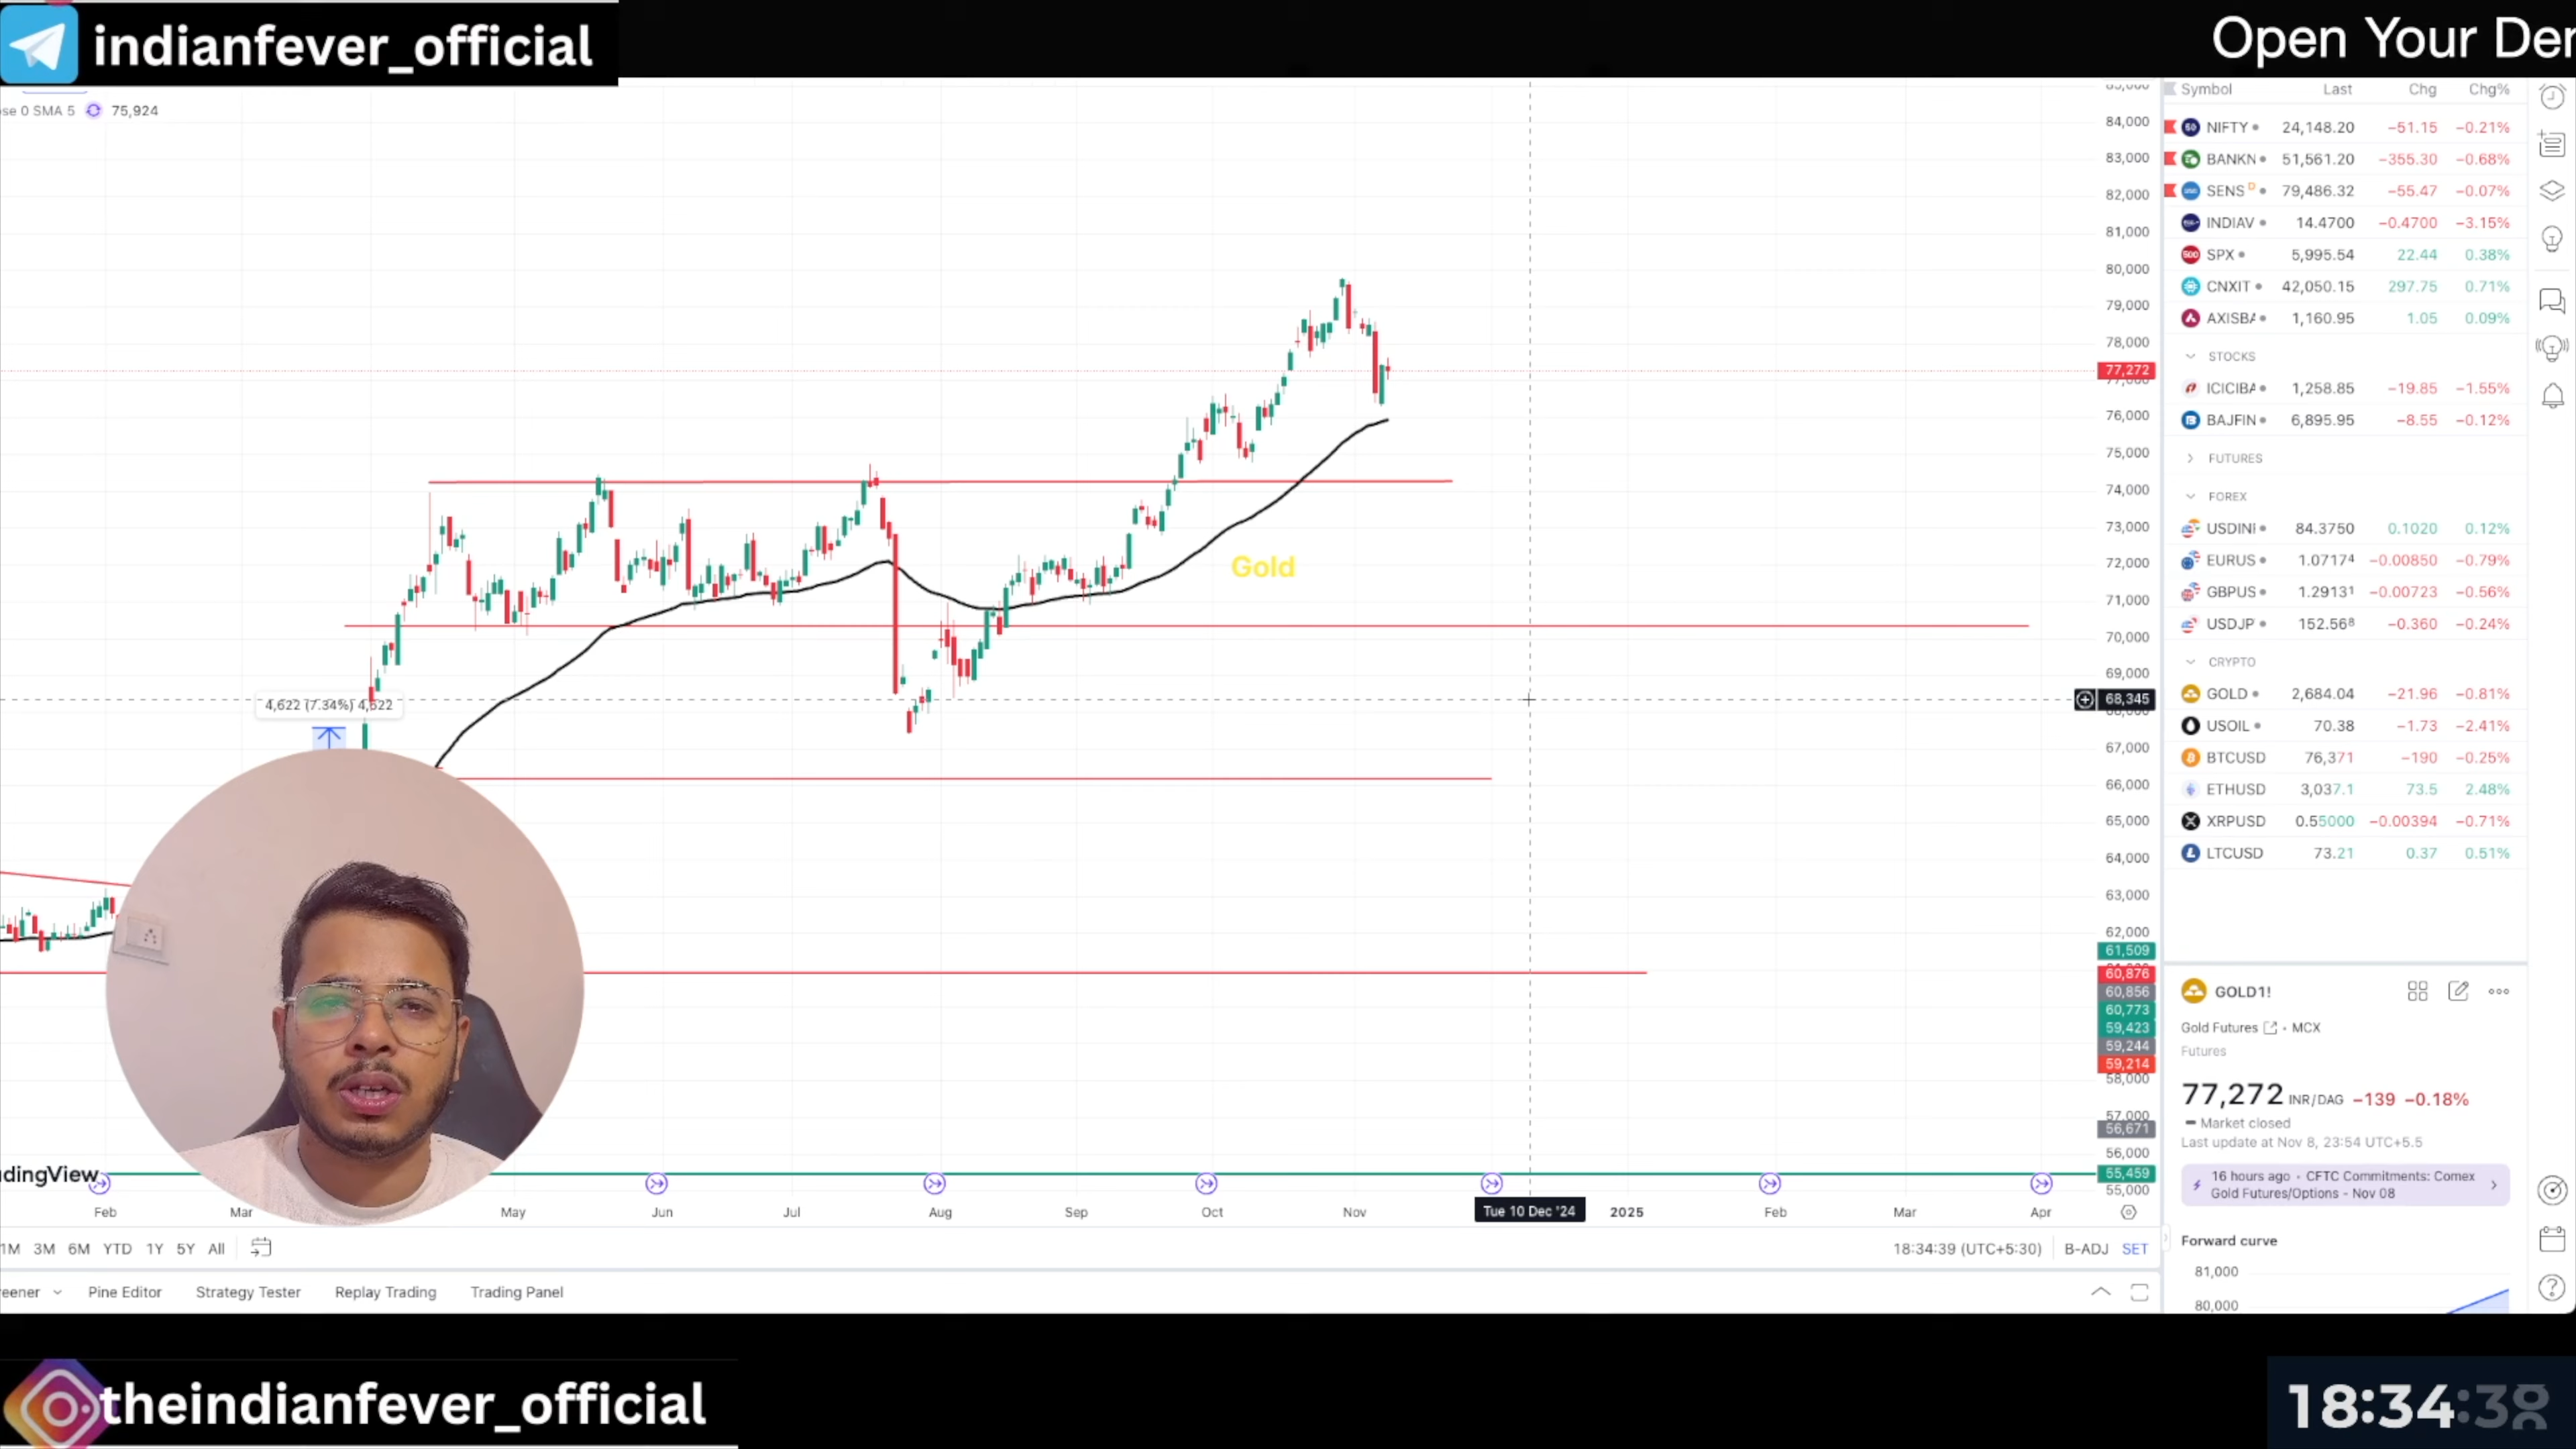 indianfever_official
Open Your De
se 0 SMA 5 75,924
84,000
83,000
82,000
81,000
80,000
79,000
78,000
77,272
77,000
76,000
75,000
74,000
73,000
72,000
71,000
70,000
69,000
68,345
67,000
66,000
65,000
64,000
63,000
62,000
61,509
60,876
60,856
60,773
59,423
59,244
59,214
58,000
57,000
56,671
56,000
55,459
55,000
Gold
4,622 (7.34%) 4,622
dingView
Feb Mar May Jun Jul Aug Sep Oct Nov Tue 10 Dec '24 2025 Feb Mar Apr
1M 3M 6M YTD 1Y 5Y All
18:34:39 (UTC+5:30) B-ADJ SET
eener Pine Editor Strategy Tester Replay Trading Trading Panel
Symbol Last Chg Chg%
NIFTY 24,148.20 −51.15 −0.21%
BANKN 51,561.20 −355.30 −0.68%
SENS D 79,486.32 −55.47 −0.07%
INDIAV 14.4700 −0.4700 −3.15%
SPX 5,995.54 22.44 0.38%
CNXIT 42,050.15 297.75 0.71%
AXISBA 1,160.95 1.05 0.09%
STOCKS
ICICIBA 1,258.85 −19.85 −1.55%
BAJFIN 6,895.95 −8.55 −0.12%
FUTURES
FOREX
USDINI 84.3750 0.1020 0.12%
EURUS 1.07174 −0.00850 −0.79%
GBPUS 1.29131 −0.00723 −0.56%
USDJP 152.568 −0.360 −0.24%
CRYPTO
GOLD 2,684.04 −21.96 −0.81%
USOIL 70.38 −1.73 −2.41%
BTCUSD 76,371 −190 −0.25%
ETHUSD 3,037.1 73.5 2.48%
XRPUSD 0.55000 −0.00394 −0.71%
LTCUSD 73.21 0.37 0.51%
GOLD1!
Gold Futures • MCX
Futures
77,272 INR/DAG −139 −0.18%
Market closed
Last update at Nov 8, 23:54 UTC+5.5
16 hours ago • CFTC Commitments: Comex
Gold Futures/Options - Nov 08
Forward curve
81,000
80,000
theindianfever_official
18:34:38